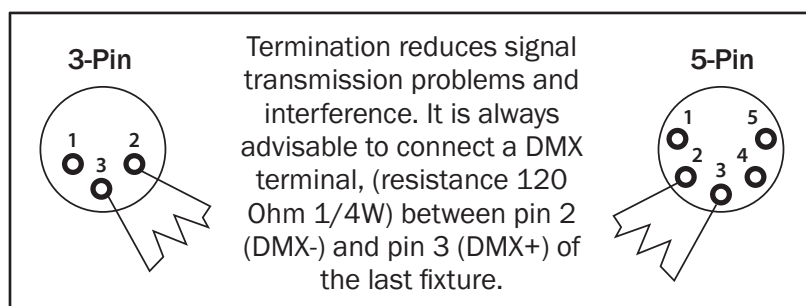 3-Pin
1
2
3
Termination reduces signal
transmission problems and
interference. It is always
advisable to connect a DMX
terminal, (resistance 120
Ohm 1/4W) between pin 2
(DMX-) and pin 3 (DMX+) of
the last fixture.
5-Pin
1
5
2
4
3